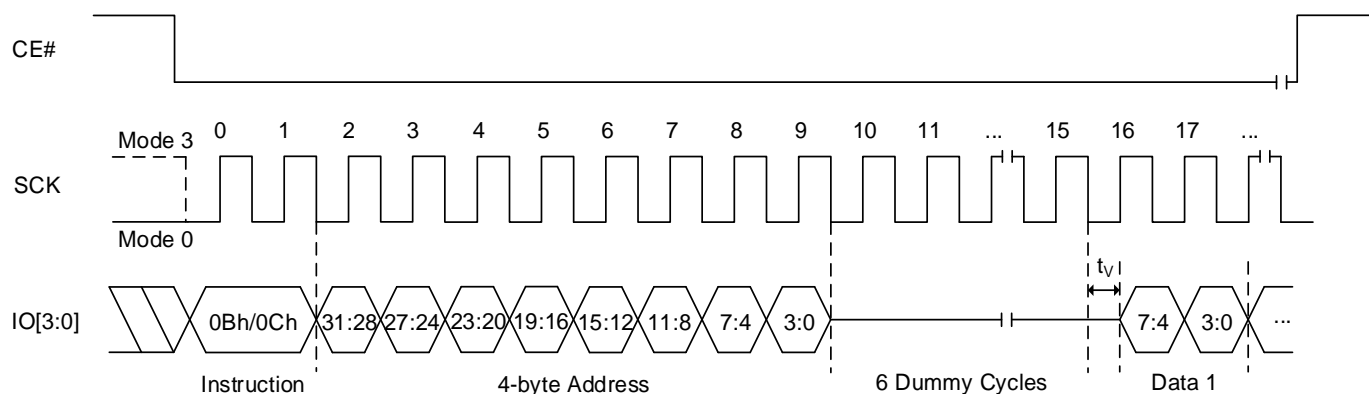 CE#
Mode 3
0 1 2 3 4 5 6 7 8 9 10 11 ... 15 16 17 ...
SCK
Mode 0
tV
IO[3:0]
0Bh/0Ch 31:28 27:24 23:20 19:16 15:12 11:8 7:4 3:0 7:4 3:0 ...
Instruction 4-byte Address 6 Dummy Cycles Data 1